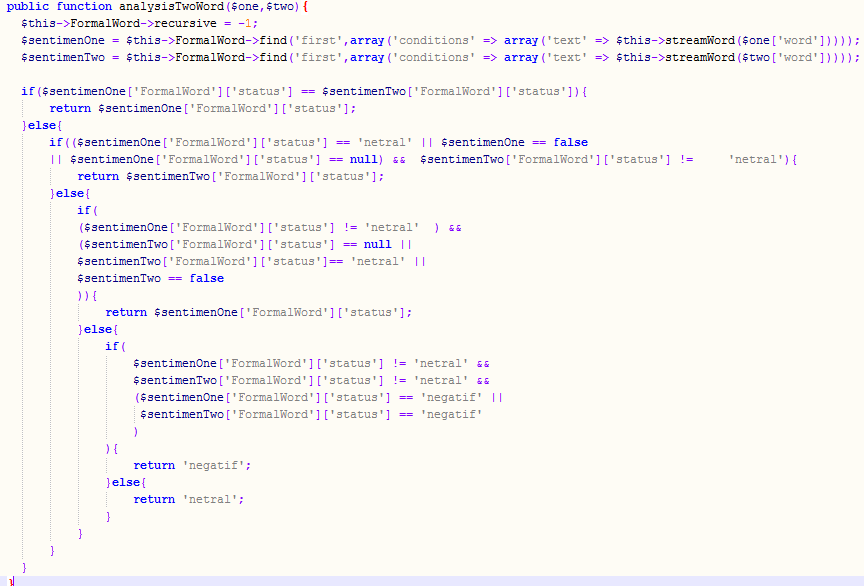 public function analysisTwoWord($one,$two){
$this->FormalWord->recursive = -1;
$sentimenOne = $this->FormalWord->find('first',array('conditions' => array('text' => $this->streamWord($one['word']))));
$sentimenTwo = $this->FormalWord->find('first',array('conditions' => array('text' => $this->streamWord($two['word']))));
if($sentimenOne['FormalWord']['status'] == $sentimenTwo['FormalWord']['status']){
return $sentimenOne['FormalWord']['status'];
}else{
if(($sentimenOne['FormalWord']['status'] == 'netral' || $sentimenOne == false
|| $sentimenOne['FormalWord']['status'] == null) && $sentimenTwo['FormalWord']['status'] != 'netral'){
return $sentimenTwo['FormalWord']['status'];
}else{
if(
($sentimenOne['FormalWord']['status'] != 'netral' ) &&
($sentimenTwo['FormalWord']['status'] == null ||
$sentimenTwo['FormalWord']['status']== 'netral' ||
$sentimenTwo == false
)){
return $sentimenOne['FormalWord']['status'];
}else{
if(
$sentimenOne['FormalWord']['status'] != 'netral' &&
$sentimenTwo['FormalWord']['status'] != 'netral' &&
($sentimenOne['FormalWord']['status'] == 'negatif' ||
$sentimenTwo['FormalWord']['status'] == 'negatif'
)
){
return 'negatif';
}else{
return 'netral';
}
}
}
}
}